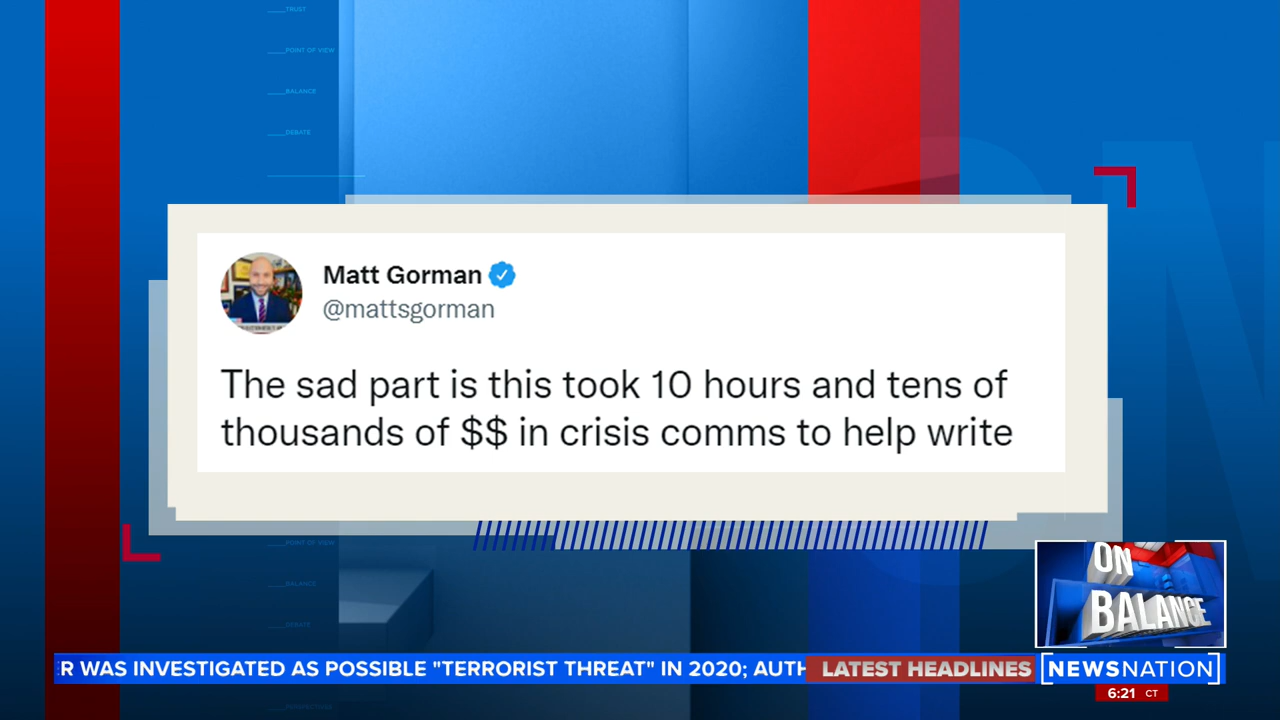 TRUST
POINT OF VIEW
BALANCE
DEBATE
Matt Gorman
@mattsgorman
The sad part is this took 10 hours and tens of
thousands of $$ in crisis comms to help write
POINT OF VIEW
BALANCE
DEBATE
ON
BALANCE
R WAS INVESTIGATED AS POSSIBLE "TERRORIST THREAT" IN 2020; AUTH
LATEST HEADLINES
NEWSNATION
6:21 CT